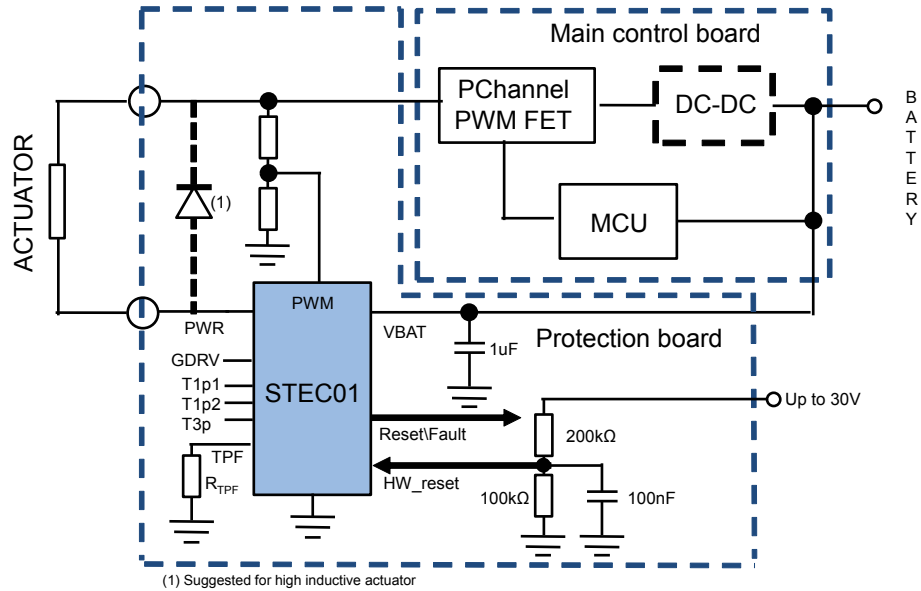 Main control board
PChannel
PWM FET
DC-DC
BATTERY
MCU
ACTUATOR
(1)
PWM
PWR
VBAT
1uF
Protection board
GDRV
T1p1
T1p2
T3p
STEC01
Reset\Fault
Up to 30V
200kΩ
TPF
HW_reset
RTPF
100kΩ
100nF
(1) Suggested for high inductive actuator